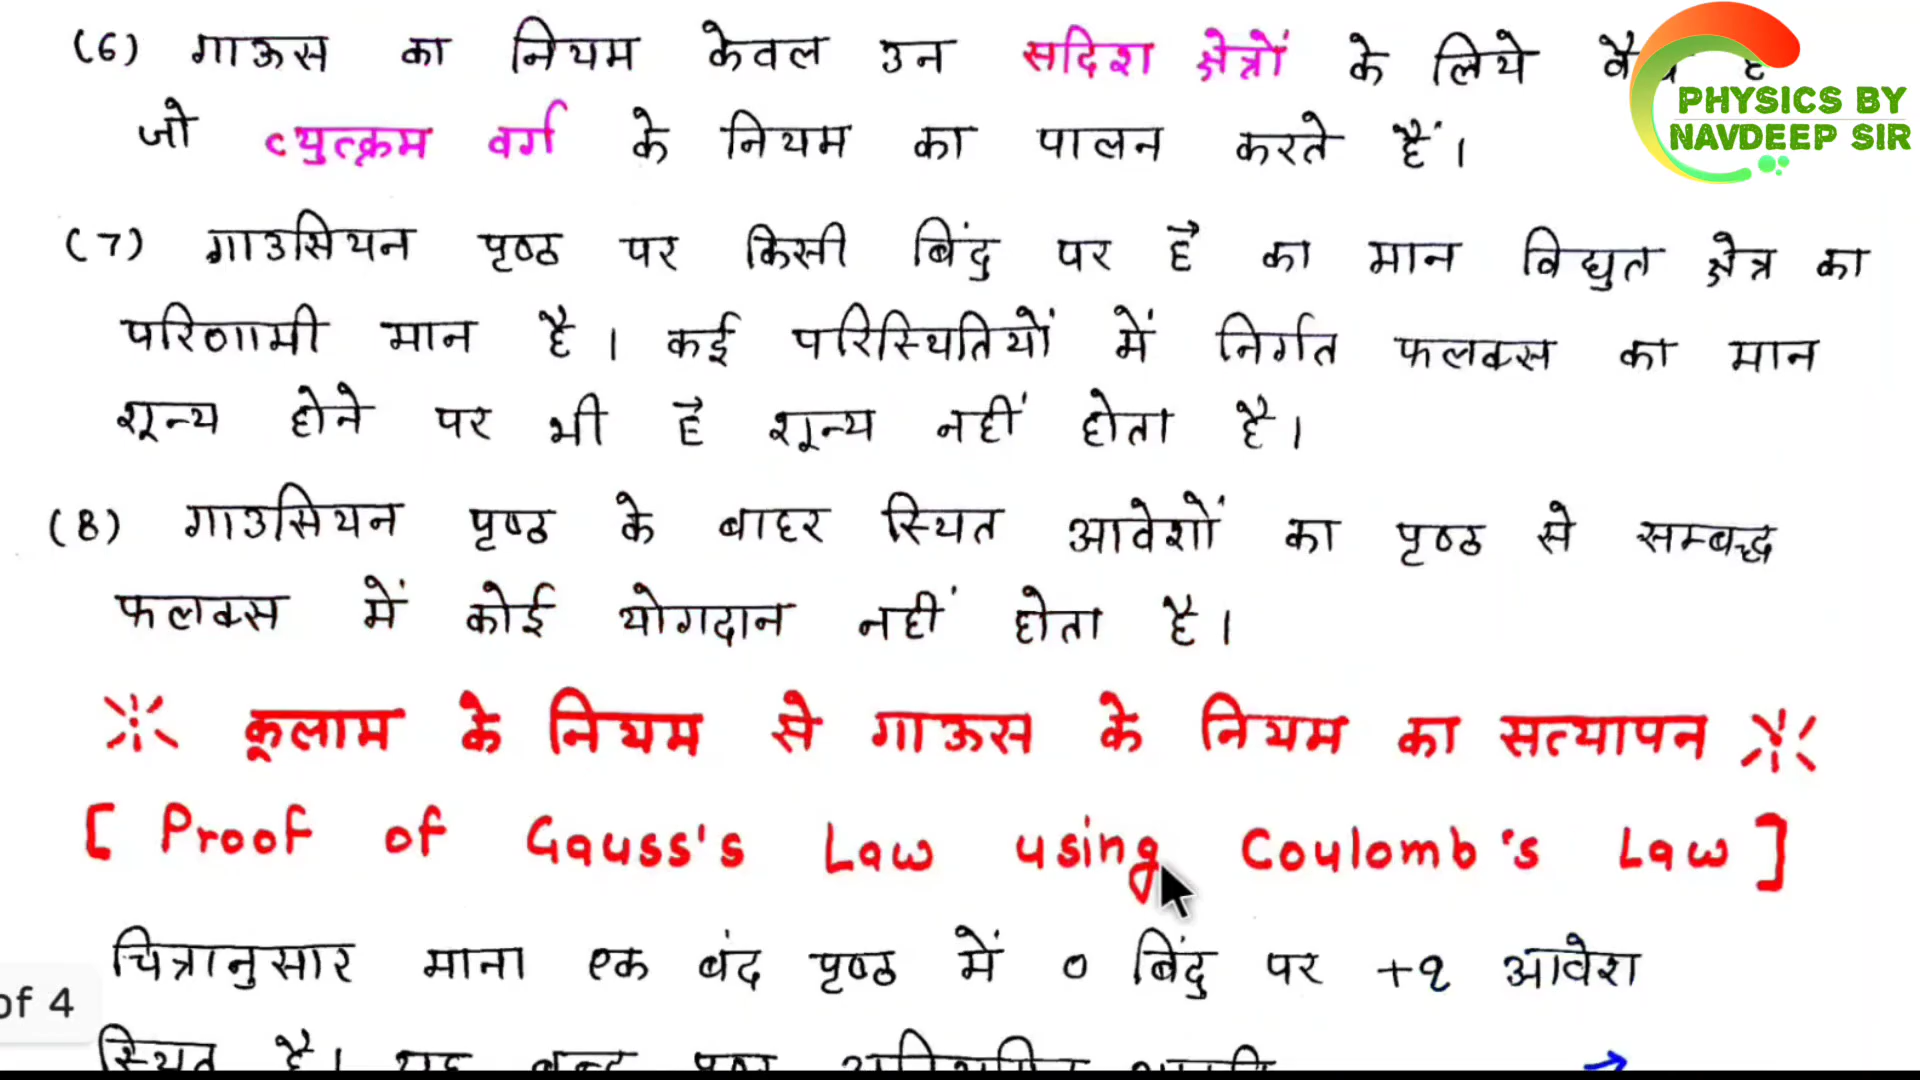 (6) गाऊस का नियम केवल उन सदिश क्षेत्रों के लिये
जो व्युत्क्रम वर्ग के नियम का पालन करते हैं।
PHYSICS BY
NAVDEEP SIR
(7) गाउसियन पृष्ठ पर किसी बिंदु पर E⃗ का मान विद्युत क्षेत्र का
परिणामी मान है। कई परिस्थितियों में निर्गत फलक्स का मान
शून्य होने पर भी E⃗ शून्य नहीं होता है।
(8) गाउसियन पृष्ठ के बाहर स्थित आवेशों का पृष्ठ से सम्बद्ध
फलक्स में कोई योगदान नहीं होता है।
कूलाम के नियम से गाऊस के नियम का सत्यापन
[ Proof of Gauss's Law using Coulomb's Law ]
चित्रानुसार माना एक बंद पृष्ठ में O बिंदु पर +q आवेश
of 4
स्थित है।